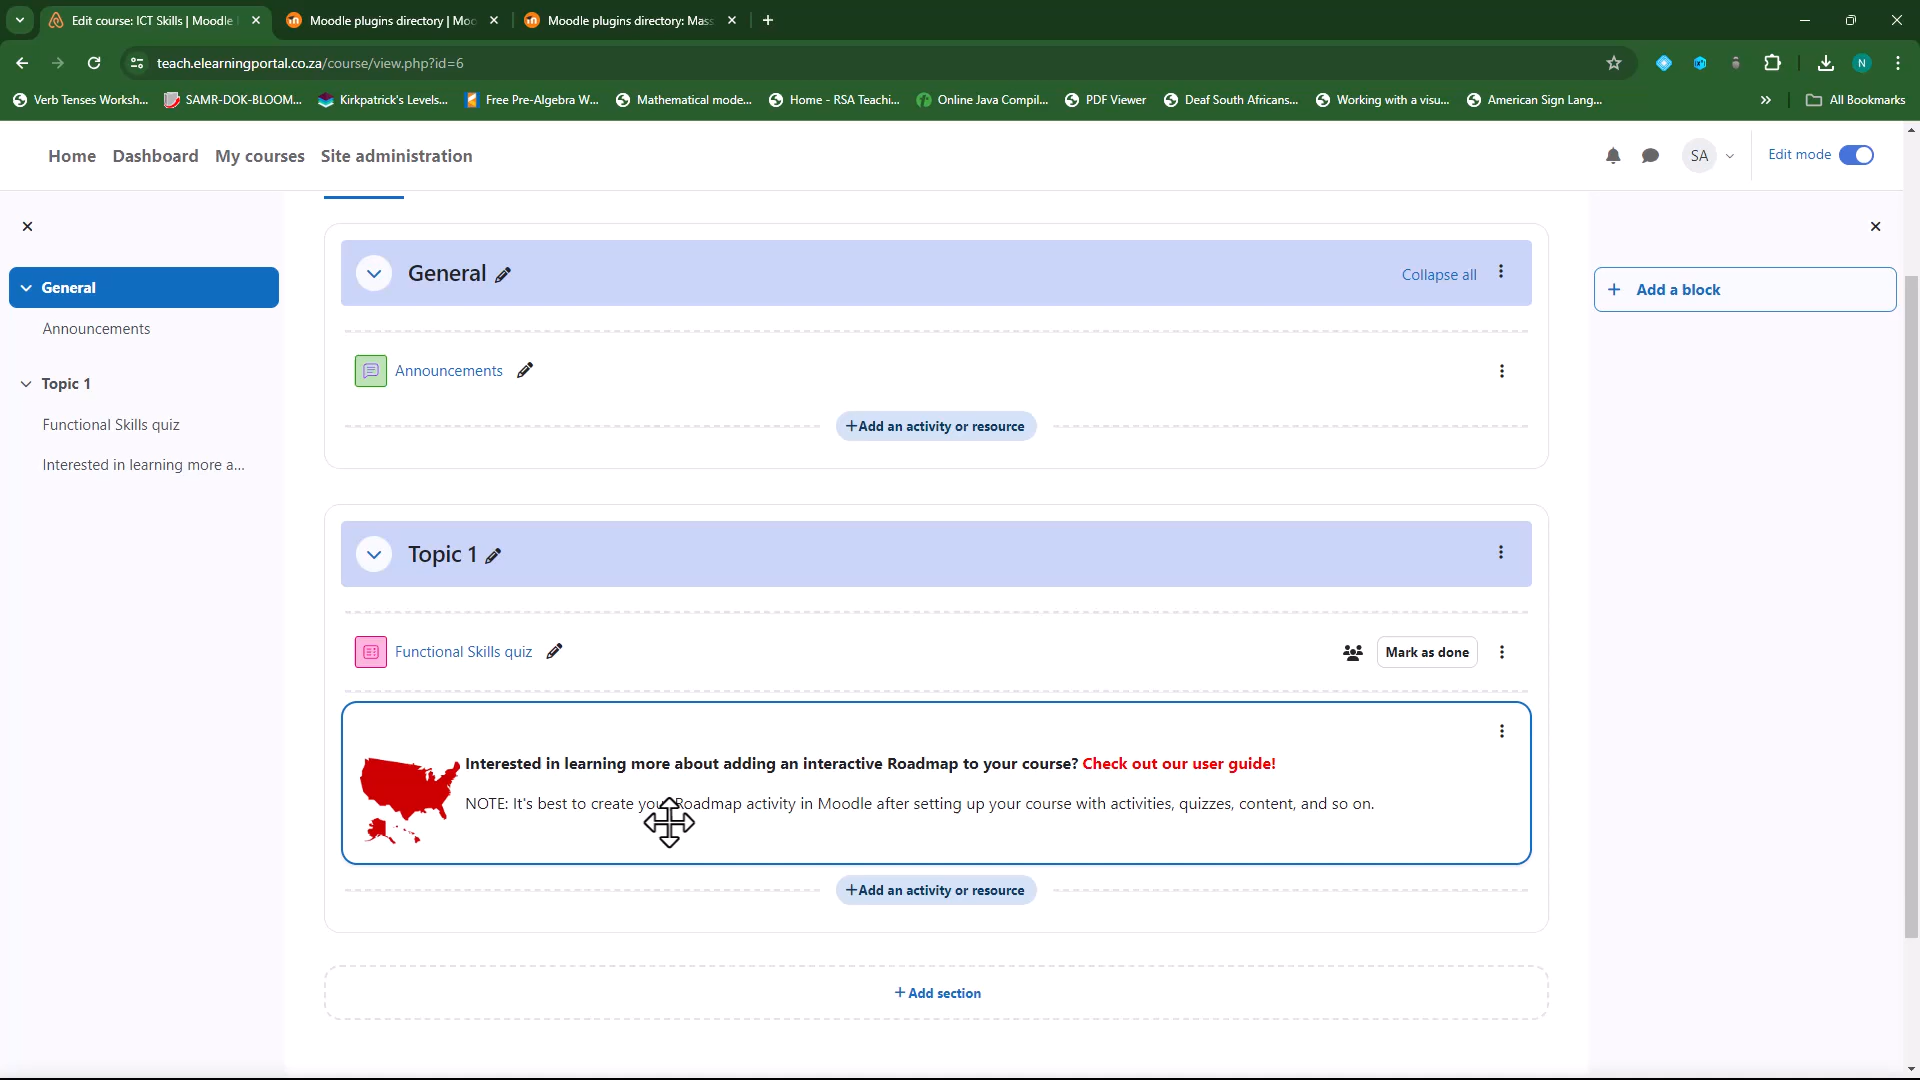 Edit course: ICT Skills | Moodle
Moodle plugins directory | Moo
Moodle plugins directory: Mass
teach.elearningportal.co.za/course/view.php?id=6
N
Verb Tenses Worksh...
SAMR-DOK-BLOOM...
Kirkpatrick's Levels...
Free Pre-Algebra W...
Mathematical mode...
Home - RSA Teachi...
Online Java Compil...
PDF Viewer
Deaf South Africans...
Working with a visu...
American Sign Lang...
»
All Bookmarks
Home
Dashboard
My courses
Site administration
SA
Edit mode
General
Announcements
Topic 1
Functional Skills quiz
Interested in learning more a...
General
Collapse all
Announcements
+Add an activity or resource
Topic 1
Functional Skills quiz
Mark as done
Interested in learning more about adding an interactive Roadmap to your course? Check out our user guide!
NOTE: It's best to create your Roadmap activity in Moodle after setting up your course with activities, quizzes, content, and so on.
+Add an activity or resource
+ Add section
+ Add a block